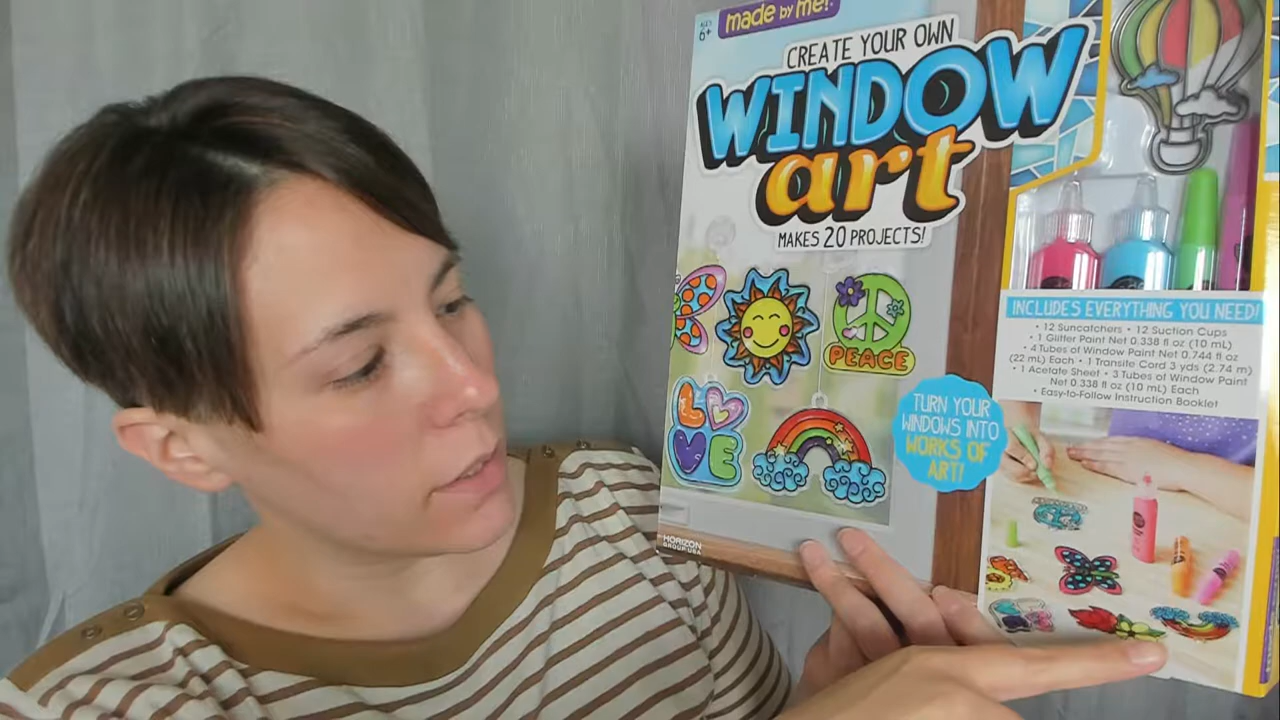 made by me!
AGES
6+
CREATE YOUR OWN
WINDOW
art
MAKES 20 PROJECTS!
PEACE
LO
VE
TURN YOUR
WINDOWS INTO
WORKS OF
ART!
HORIZON
GROUP USA
INCLUDES EVERYTHING YOU NEED!
• 12 Suncatchers • 12 Suction Cups
• 1 Glitter Paint Net 0.338 fl oz (10 mL)
• 4 Tubes of Window Paint Net 0.744 fl oz
(22 mL) Each • 1 Transite Cord 3 yds (2.74 m)
• 1 Acetate Sheet • 3 Tubes of Window Paint
Net 0.338 fl oz (10 mL) Each
• Easy-to-Follow Instruction Booklet